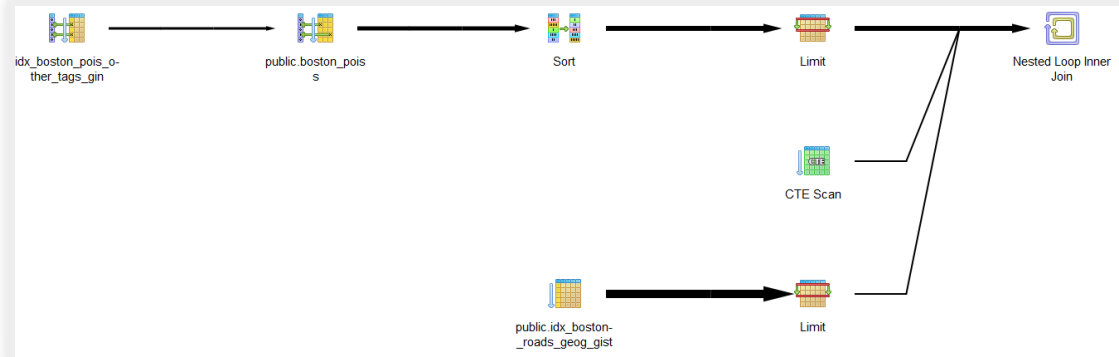 idx_boston_pois_o-
ther_tags_gin
public.boston_pois
s
Sort
Limit
Nested Loop Inner
Join
CTE
CTE Scan
public.idx_boston-
_roads_geog_gist
Limit